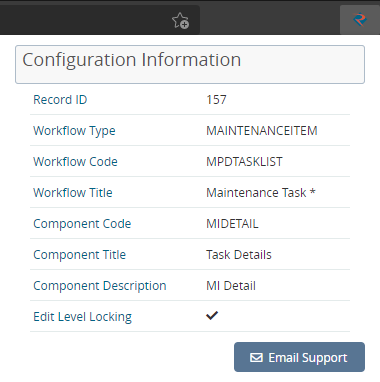 Configuration Information
Record ID 157
Workflow Type MAINTENANCEITEM
Workflow Code MPDTASKLIST
Workflow Title Maintenance Task *
Component Code MIDETAIL
Component Title Task Details
Component Description MI Detail
Edit Level Locking ✔
Email Support